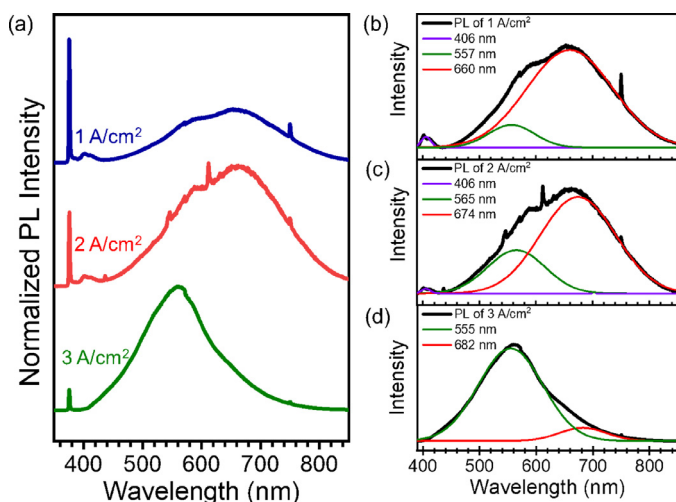 (a)
Normalized PL Intensity
1 A/cm²
2 A/cm²
3 A/cm²
400 500 600 700 800
Wavelength (nm)
(b)
Intensity
PL of 1 A/cm²
406 nm
557 nm
660 nm
(c)
Intensity
PL of 2 A/cm²
406 nm
565 nm
674 nm
(d)
Intensity
PL of 3 A/cm²
555 nm
682 nm
400 500 600 700 800
Wavelength (nm)